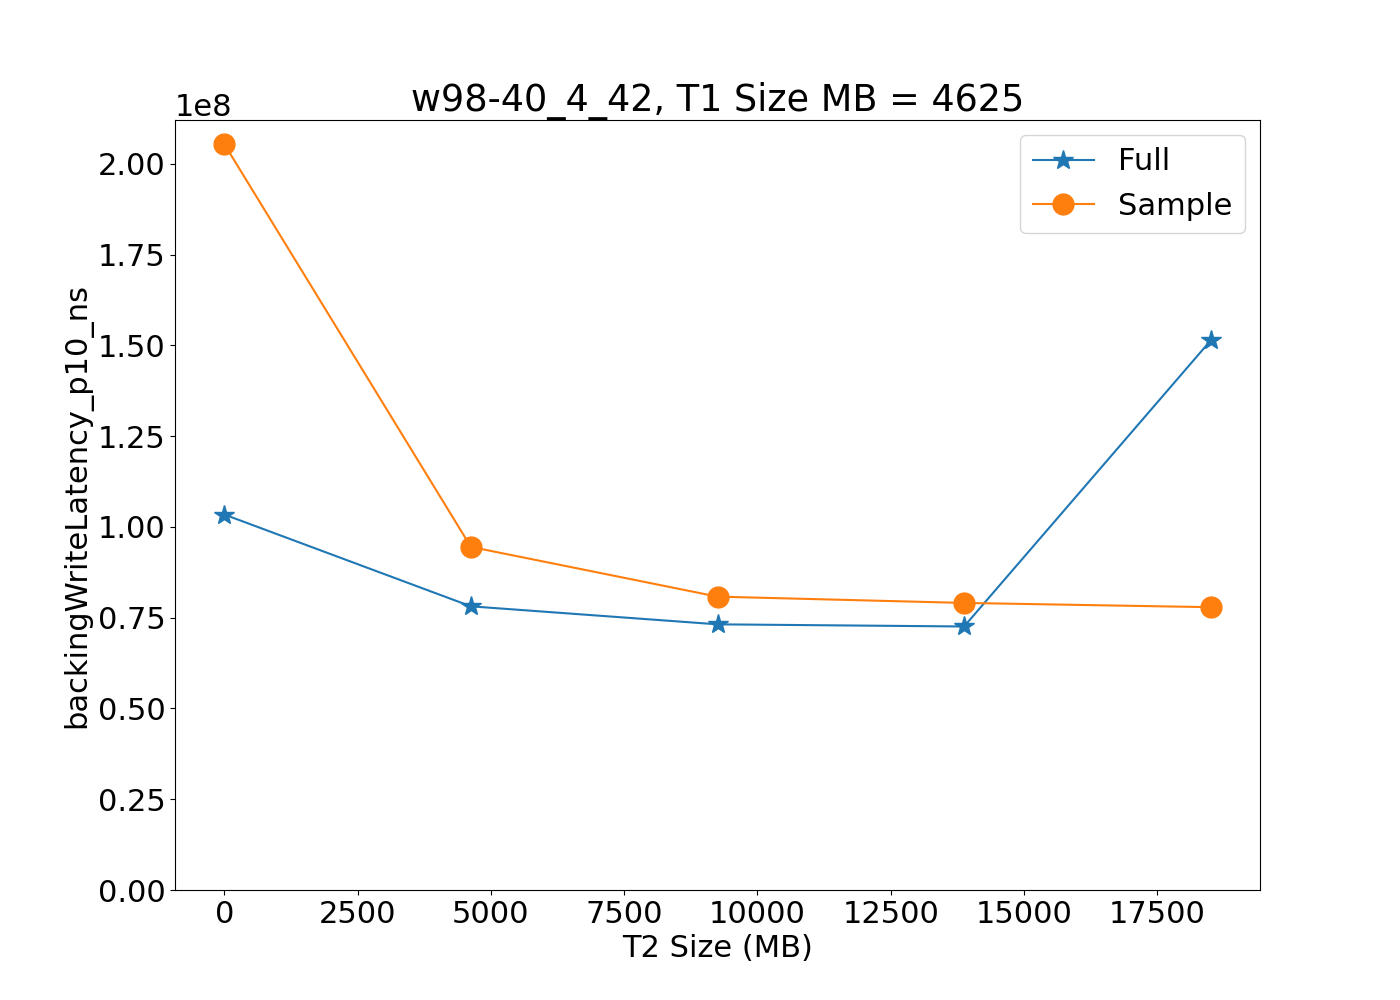 w98-40_4_42, T1 Size MB = 4625
1e8
Full
Sample
backingWriteLatency_p10_ns
2.00
1.75
1.50
1.25
1.00
0.75
0.50
0.25
0.00
0 2500 5000 7500 10000 12500 15000 17500
T2 Size (MB)